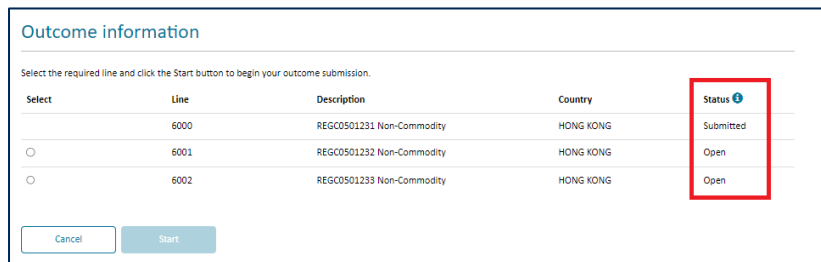 Outcome information
Select the required line and click the Start button to begin your outcome submission.
Select Line Description Country Status i
6000 REGC0501231 Non-Commodity HONG KONG Submitted
6001 REGC0501232 Non-Commodity HONG KONG Open
6002 REGC0501233 Non-Commodity HONG KONG Open
Cancel Start